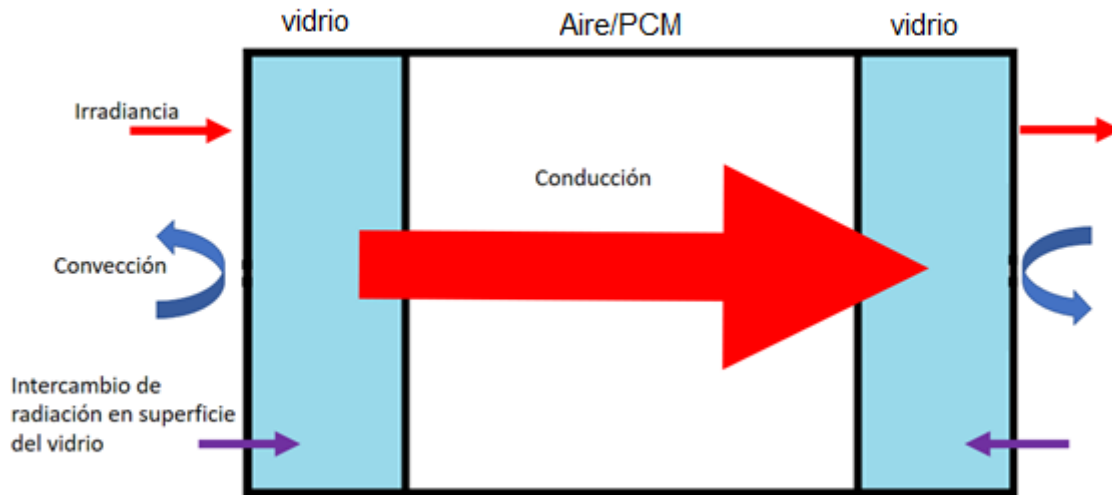 vidrio
Aire/PCM
vidrio
Irradiancia
Conducción
Convección
Intercambio de
radiación en superficie
del vidrio